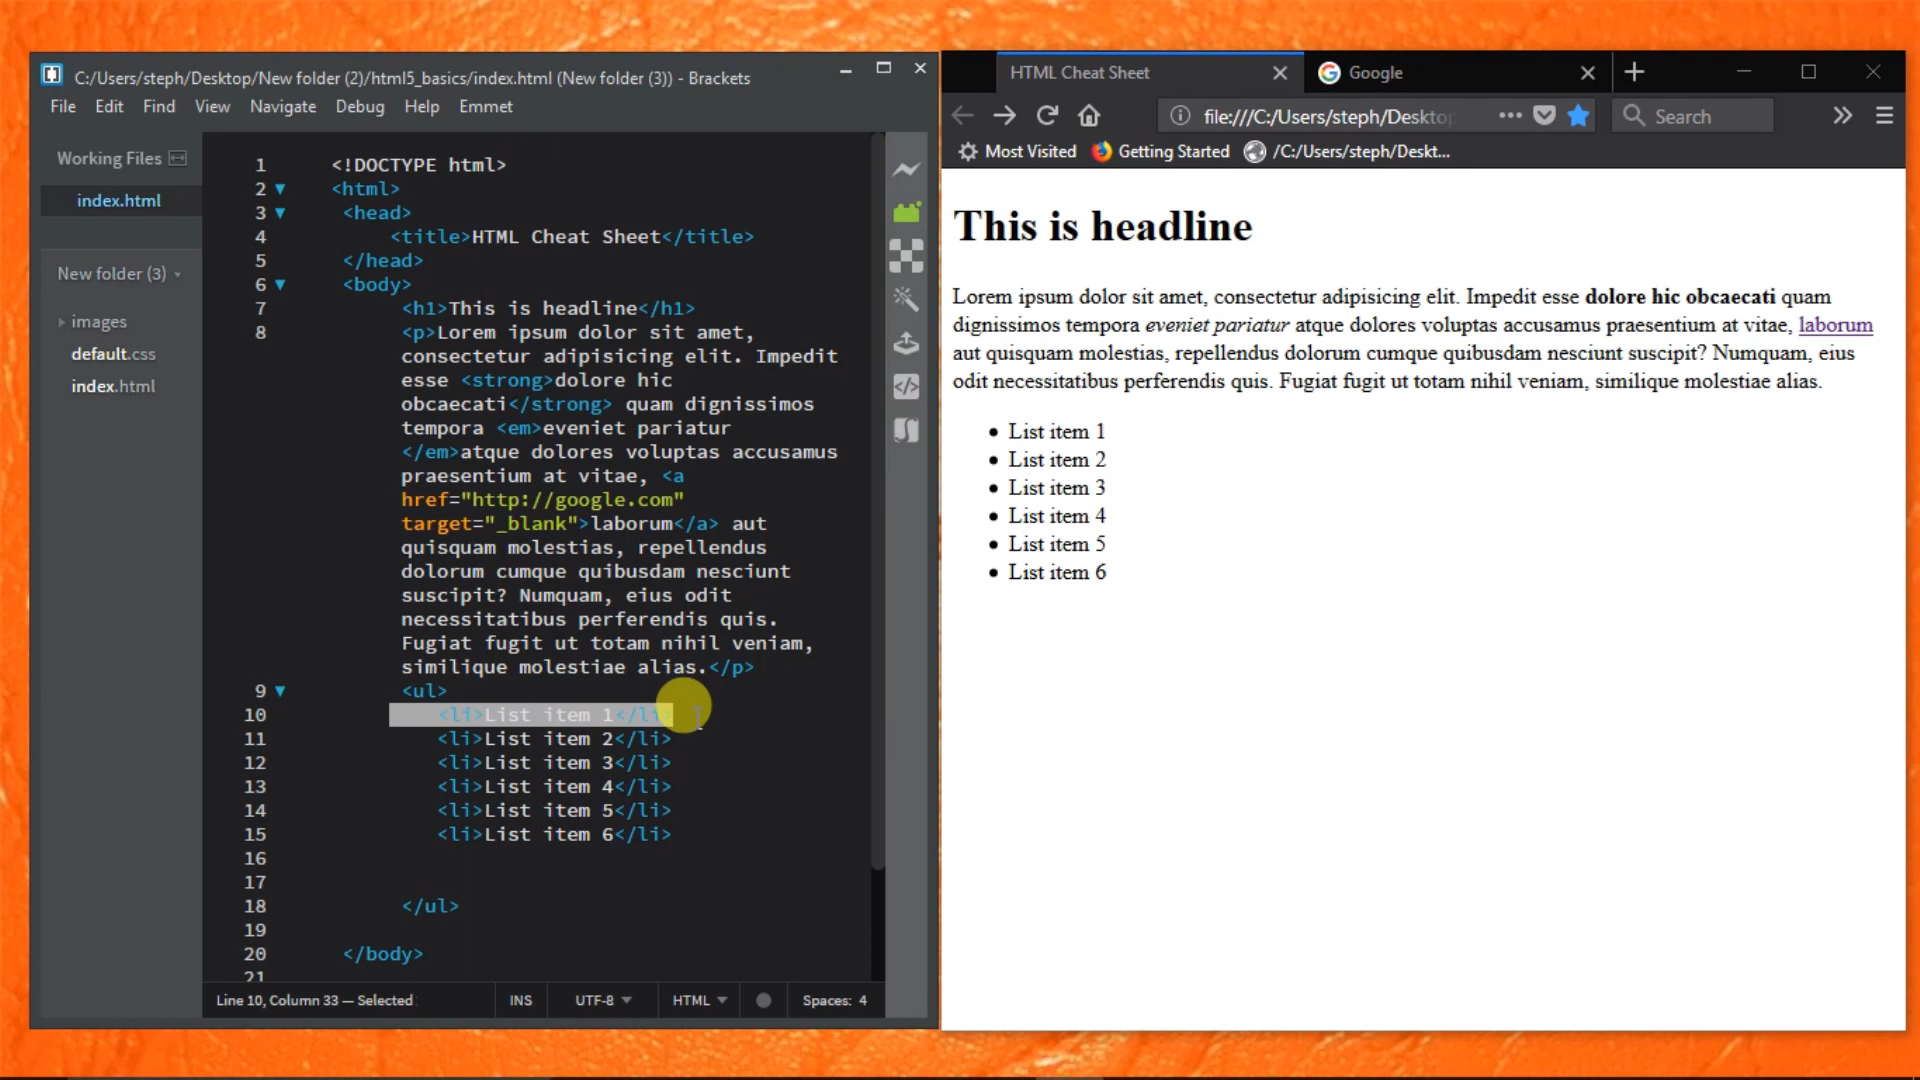 C:/Users/steph/Desktop/New folder (2)/html5_basics/index.html (New folder (3)) - Brackets
File Edit Find View Navigate Debug Help Emmet
Working Files
index.html
New folder (3)
images
default.css
index.html
1 <!DOCTYPE html>
2 <html>
3 <head>
4 <title>HTML Cheat Sheet</title>
5 </head>
6 <body>
7 <h1>This is headline</h1>
8 <p>Lorem ipsum dolor sit amet,
consectetur adipisicing elit. Impedit
esse <strong>dolore hic
obcaecati</strong> quam dignissimos
tempora <em>eveniet pariatur
</em>atque dolores voluptas accusamus
praesentium at vitae, <a
href="http://google.com"
target="_blank">laborum</a> aut
quisquam molestias, repellendus
dolorum cumque quibusdam nesciunt
suscipit? Numquam, eius odit
necessitatibus perferendis quis.
Fugiat fugit ut totam nihil veniam,
similique molestiae alias.</p>
9 <ul>
10 <li>List item 1</li>
11 <li>List item 2</li>
12 <li>List item 3</li>
13 <li>List item 4</li>
14 <li>List item 5</li>
15 <li>List item 6</li>
16
17
18 </ul>
19
20 </body>
21
Line 10, Column 33 — Selected INS UTF-8 HTML Spaces: 4
HTML Cheat Sheet Google
file:///C:/Users/steph/Desktop Search
Most Visited Getting Started /C:/Users/steph/Deskt...
This is headline
Lorem ipsum dolor sit amet, consectetur adipisicing elit. Impedit esse dolore hic obcaecati quam
dignissimos tempora eveniet pariatur atque dolores voluptas accusamus praesentium at vitae, laborum
aut quisquam molestias, repellendus dolorum cumque quibusdam nesciunt suscipit? Numquam, eius
odit necessitatibus perferendis quis. Fugiat fugit ut totam nihil veniam, similique molestiae alias.
• List item 1
• List item 2
• List item 3
• List item 4
• List item 5
• List item 6